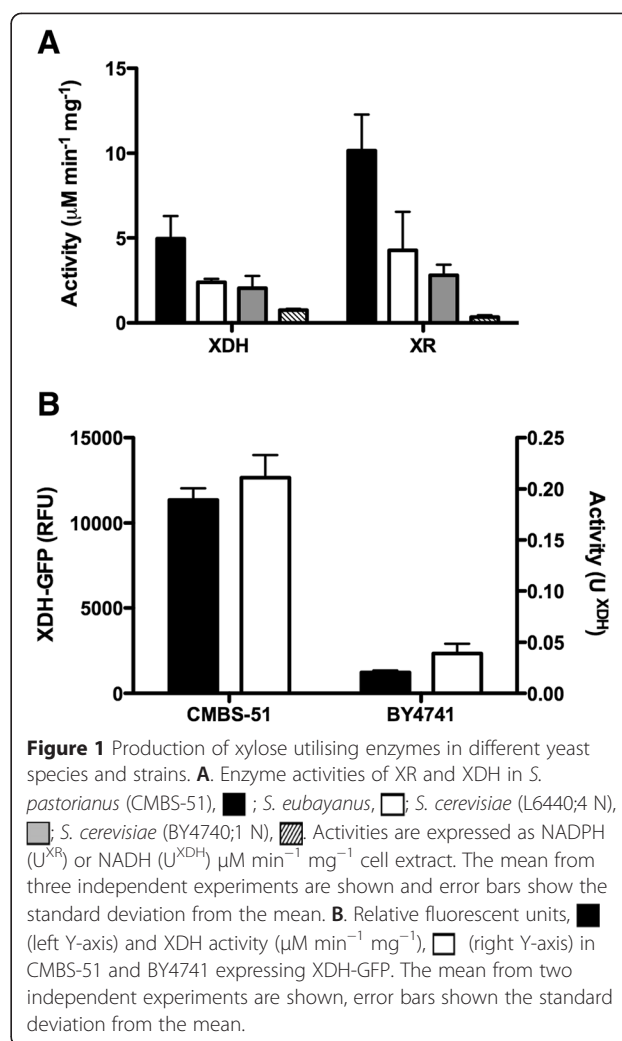 A
Activity (µM min⁻¹ mg⁻¹)
15
10
5
0
XDH
XR
B
XDH-GFP (RFU)
15000
10000
5000
0
Activity (U^XDH)
0.25
0.20
0.15
0.10
0.05
0.00
CMBS-51
BY4741
Figure 1 Production of xylose utilising enzymes in different yeast
species and strains. A. Enzyme activities of XR and XDH in S.
pastorianus (CMBS-51), ; S. eubayanus, ; S. cerevisiae (L6440;4 N),
; S. cerevisiae (BY4740;1 N), . Activities are expressed as NADPH
(U^XR) or NADH (U^XDH) µM min⁻¹ mg⁻¹ cell extract. The mean from
three independent experiments are shown and error bars show the
standard deviation from the mean. B. Relative fluorescent units,
(left Y-axis) and XDH activity (µM min⁻¹ mg⁻¹), (right Y-axis) in
CMBS-51 and BY4741 expressing XDH-GFP. The mean from two
independent experiments are shown, error bars shown the standard
deviation from the mean.